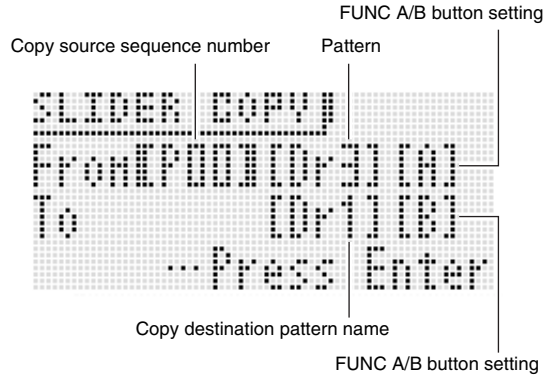 FUNC A/B button setting
Copy source sequence number
Pattern
SLIDER COPY
From[P00][Dr3][A]
To [Dr1][B]
…Press Enter
Copy destination pattern name
FUNC A/B button setting